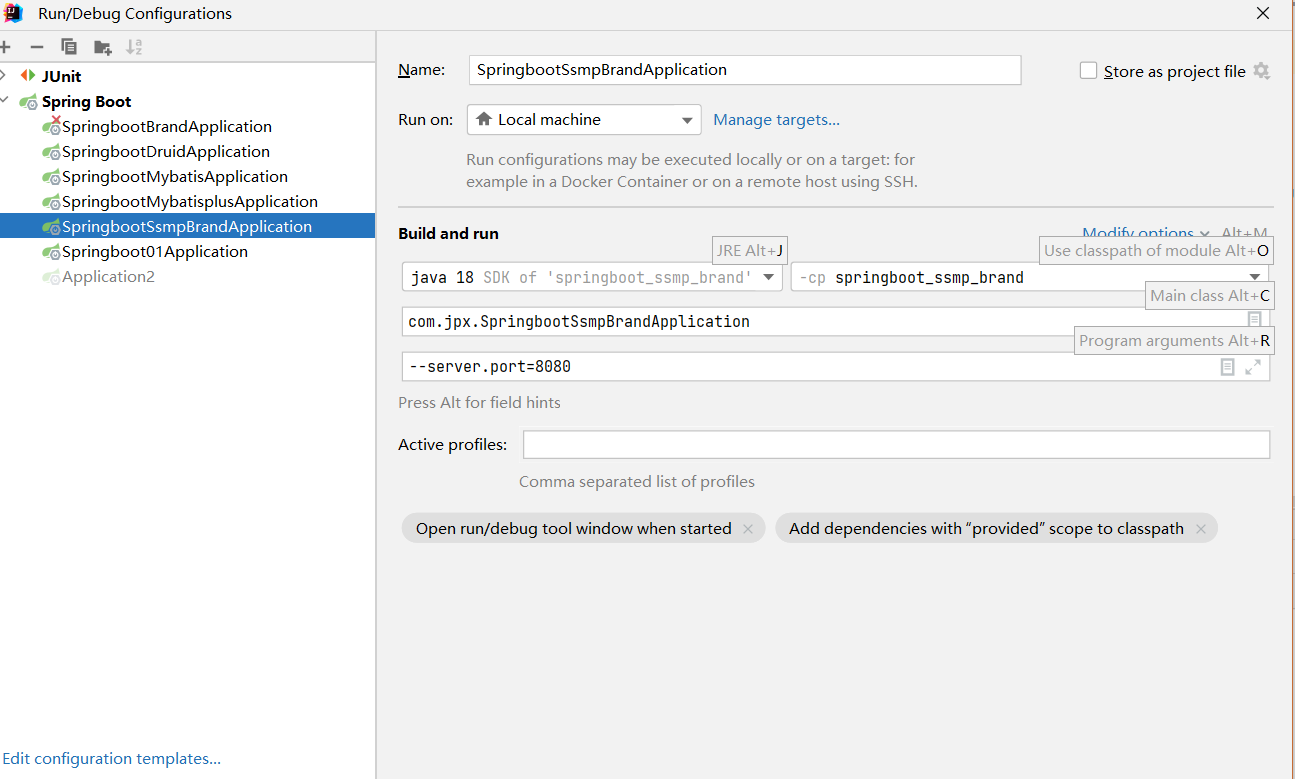 Run/Debug Configurations
JUnit
Spring Boot
SpringbootBrandApplication
SpringbootDruidApplication
SpringbootMybatisApplication
SpringbootMybatisplusApplication
SpringbootSsmpBrandApplication
Springboot01Application
Application2
Edit configuration templates...
Name: SpringbootSsmpBrandApplication Store as project file
Run on: Local machine Manage targets...
Run configurations may be executed locally or on a target: for
example in a Docker Container or on a remote host using SSH.
Build and run Modify options Alt+M
JRE Alt+J Use classpath of module Alt+O
java 18 SDK of 'springboot_ssmp_brand' -cp springboot_ssmp_brand
Main class Alt+C
com.jpx.SpringbootSsmpBrandApplication
Program arguments Alt+R
--server.port=8080
Press Alt for field hints
Active profiles:
Comma separated list of profiles
Open run/debug tool window when started Add dependencies with “provided” scope to classpath